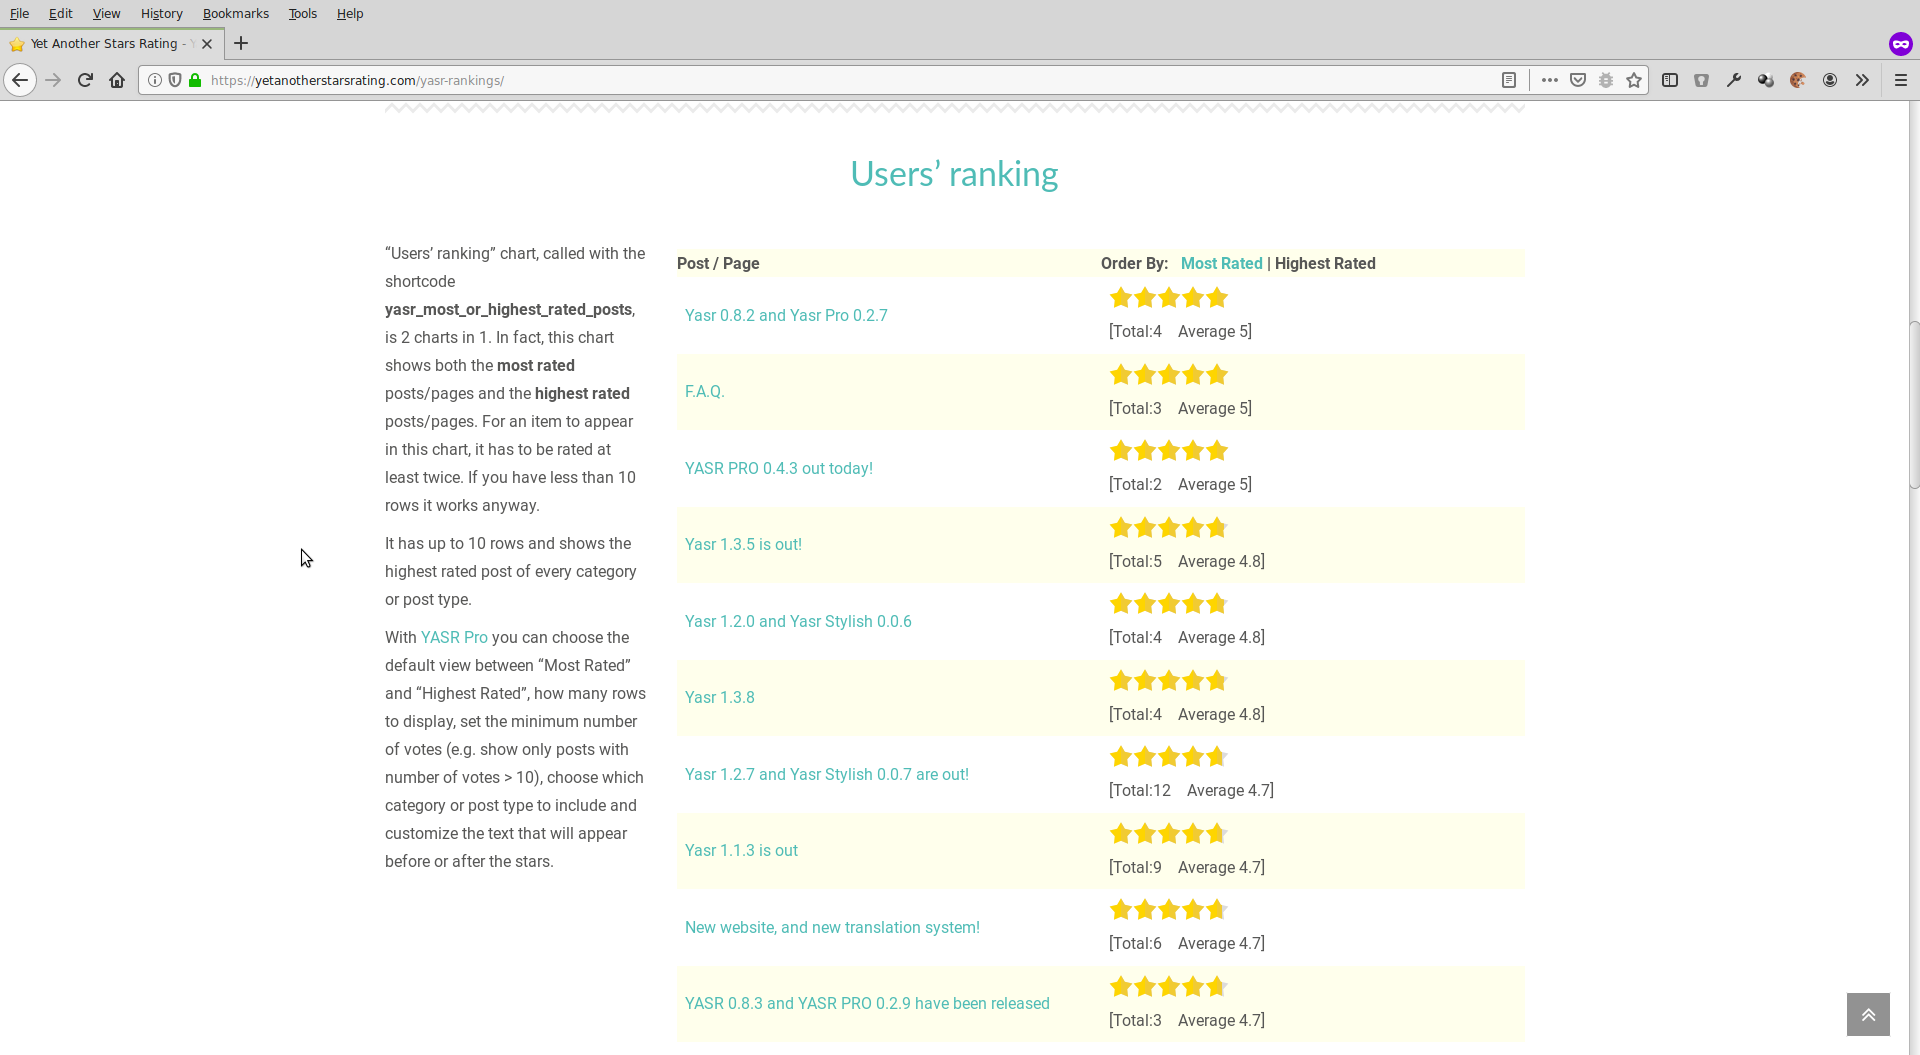 File Edit View History Bookmarks Tools Help
Yet Another Stars Rating -
https://yetanotherstarsrating.com/yasr-rankings/
Users’ ranking
“Users’ ranking” chart, called with the
shortcode
yasr_most_or_highest_rated_posts,
is 2 charts in 1. In fact, this chart
shows both the most rated
posts/pages and the highest rated
posts/pages. For an item to appear
in this chart, it has to be rated at
least twice. If you have less than 10
rows it works anyway.
It has up to 10 rows and shows the
highest rated post of every category
or post type.
With YASR Pro you can choose the
default view between “Most Rated”
and “Highest Rated”, how many rows
to display, set the minimum number
of votes (e.g. show only posts with
number of votes > 10), choose which
category or post type to include and
customize the text that will appear
before or after the stars.
Post / Page Order By: Most Rated | Highest Rated
Yasr 0.8.2 and Yasr Pro 0.2.7
[Total:4 Average 5]
F.A.Q.
[Total:3 Average 5]
YASR PRO 0.4.3 out today!
[Total:2 Average 5]
Yasr 1.3.5 is out!
[Total:5 Average 4.8]
Yasr 1.2.0 and Yasr Stylish 0.0.6
[Total:4 Average 4.8]
Yasr 1.3.8
[Total:4 Average 4.8]
Yasr 1.2.7 and Yasr Stylish 0.0.7 are out!
[Total:12 Average 4.7]
Yasr 1.1.3 is out
[Total:9 Average 4.7]
New website, and new translation system!
[Total:6 Average 4.7]
YASR 0.8.3 and YASR PRO 0.2.9 have been released
[Total:3 Average 4.7]